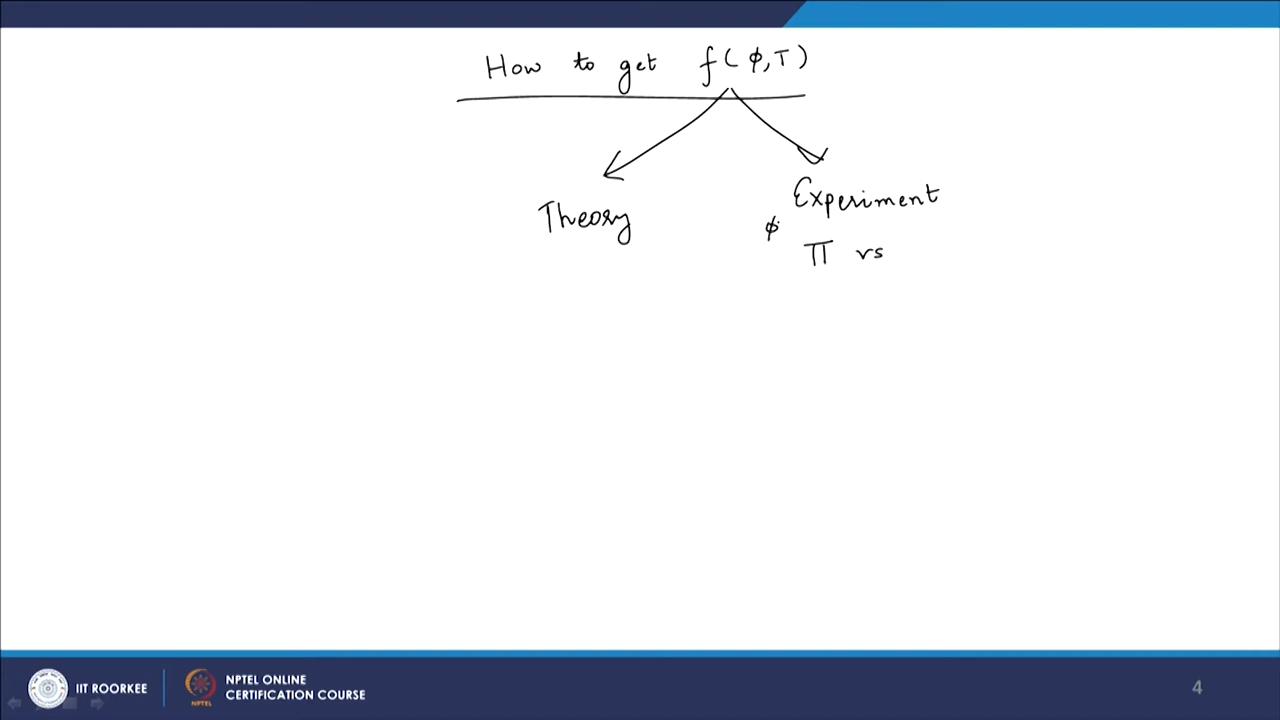 How to get f(ϕ,T)
Theory
Experiment
ϕ
Π vs
IIT ROORKEE
NPTEL ONLINE
CERTIFICATION COURSE
4